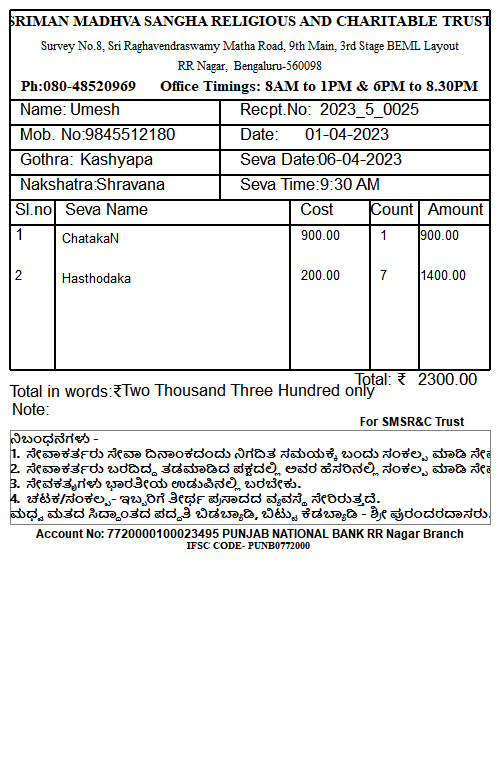 SRIMAN MADHVA SANGHA RELIGIOUS AND CHARITABLE TRUST
Survey No.8, Sri Raghavendraswamy Matha Road, 9th Main, 3rd Stage BEML Layout
RR Nagar, Bengaluru-560098
Ph:080-48520969 Office Timings: 8AM to 1PM & 6PM to 8.30PM
Name: Umesh Recpt.No: 2023_5_0025
Mob. No:9845512180 Date: 01-04-2023
Gothra: Kashyapa Seva Date:06-04-2023
Nakshatra:Shravana Seva Time:9:30 AM
Sl.no Seva Name Cost Count Amount
1 ChatakaN 900.00 1 900.00
2 Hasthodaka 200.00 7 1400.00
Total: ₹ 2300.00
Total in words:₹Two Thousand Three Hundred only
Note:
For SMSR&C Trust
ನಿಬಂಧನೆಗಳು -
1. ಸೇವಾಕರ್ತರು ಸೇವಾ ದಿನಾಂಕದಂದು ನಿಗದಿತ ಸಮಯಕ್ಕೆ ಬಂದು ಸಂಕಲ್ಪ ಮಾಡಿ ಸೇವ
2. ಸೇವಾಕರ್ತರು ಬರದಿದ್ದ ತಡಮಾಡಿದ ಪಕ್ಷದಲ್ಲಿ ಅವರ ಹೆಸರಿನಲ್ಲಿ ಸಂಕಲ್ಪ ಮಾಡಿ ಸೇವ
3. ಸೇವಕತೃಗಳು ಭಾರತೀಯ ಉಡುಪಿನಲ್ಲಿ ಬರಬೇಕು.
4. ಚಟಕ/ಸಂಕಲ್ಪ- ಇಬ್ಬರಿಗೆ ತೀರ್ಥ ಪ್ರಸಾದದ ವ್ಯವಸ್ಥೆ ಸೇರಿರುತ್ತದೆ.
ಮಧ್ವ ಮತದ ಸಿದ್ಧಾಂತದ ಪದ್ಧತಿ ಬಿಡಬ್ಯಾಡಿ, ಬಿಟ್ಟು ಕೆಡಬ್ಯಾಡಿ - ಶ್ರೀ ಪುರಂದರದಾಸರು.
Account No: 7720000100023495 PUNJAB NATIONAL BANK RR Nagar Branch
IFSC CODE- PUNB0772000